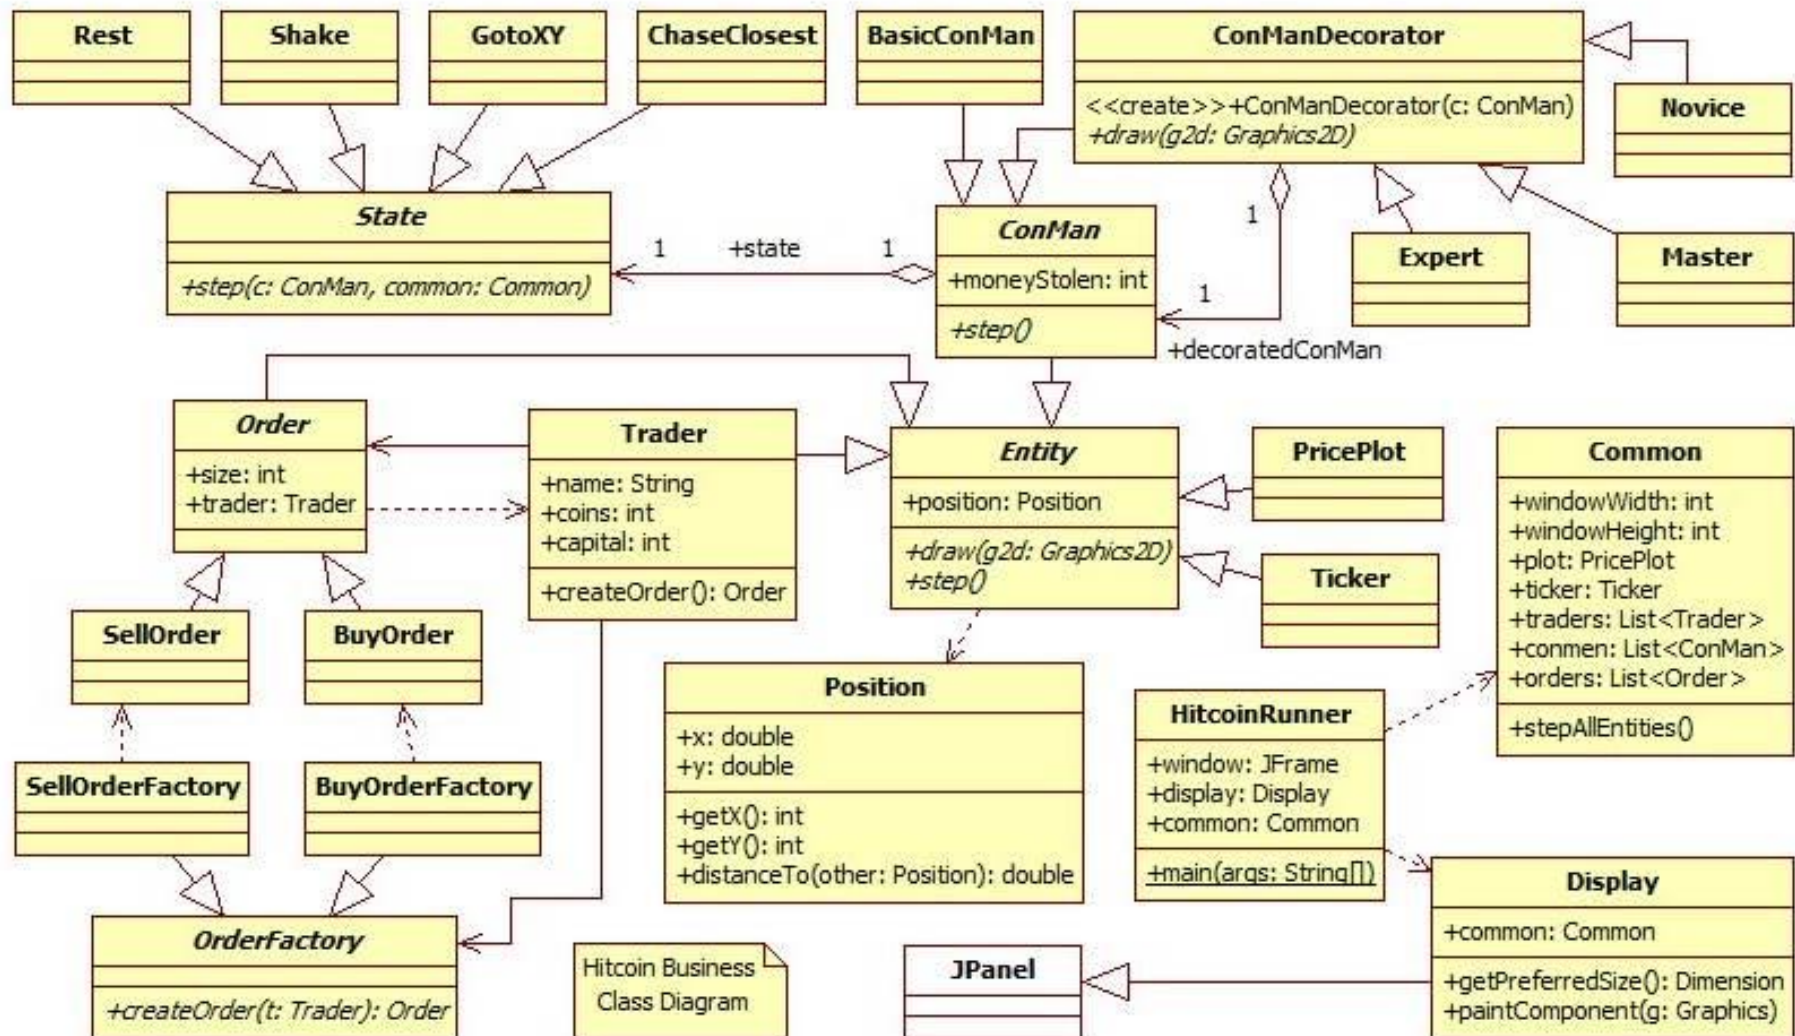 Rest
Shake
GotoXY
ChaseClosest
BasicConMan
ConManDecorator
<<create>>+ConManDecorator(c: ConMan)
+draw(g2d: Graphics2D)
Novice
State
+step(c: ConMan, common: Common)
1
+state
1
ConMan
+moneyStolen: int
+step()
1
1
+decoratedConMan
Expert
Master
Order
+size: int
+trader: Trader
Trader
+name: String
+coins: int
+capital: int
+createOrder(): Order
Entity
+position: Position
+draw(g2d: Graphics2D)
+step()
PricePlot
Ticker
Common
+windowWidth: int
+windowHeight: int
+plot: PricePlot
+ticker: Ticker
+traders: List<Trader>
+conmen: List<ConMan>
+orders: List<Order>
+stepAllEntities()
SellOrder
BuyOrder
SellOrderFactory
BuyOrderFactory
Position
+x: double
+y: double
+getX(): int
+getY(): int
+distanceTo(other: Position): double
HitcoinRunner
+window: JFrame
+display: Display
+common: Common
+main(args: String[])
OrderFactory
+createOrder(t: Trader): Order
Hitcoin Business
Class Diagram
JPanel
Display
+common: Common
+getPreferredSize(): Dimension
+paintComponent(g: Graphics)